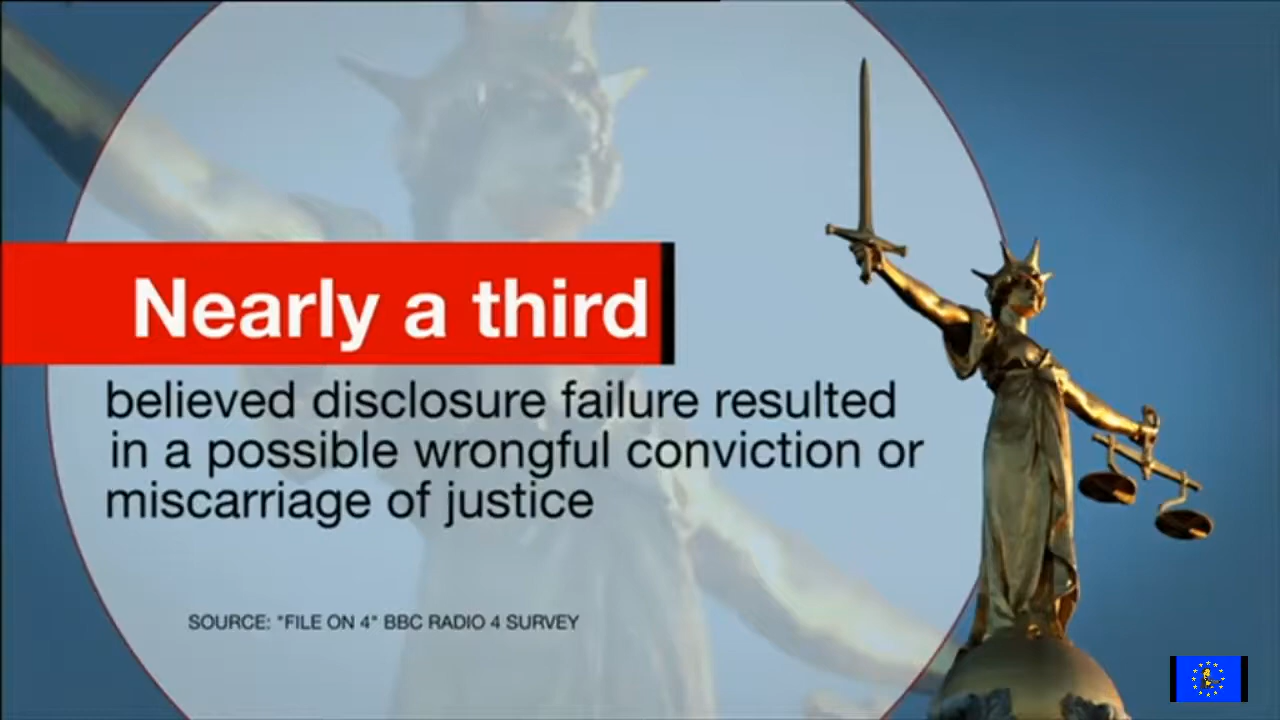 Nearly a third
believed disclosure failure resulted
in a possible wrongful conviction or
miscarriage of justice
SOURCE: "FILE ON 4" BBC RADIO 4 SURVEY